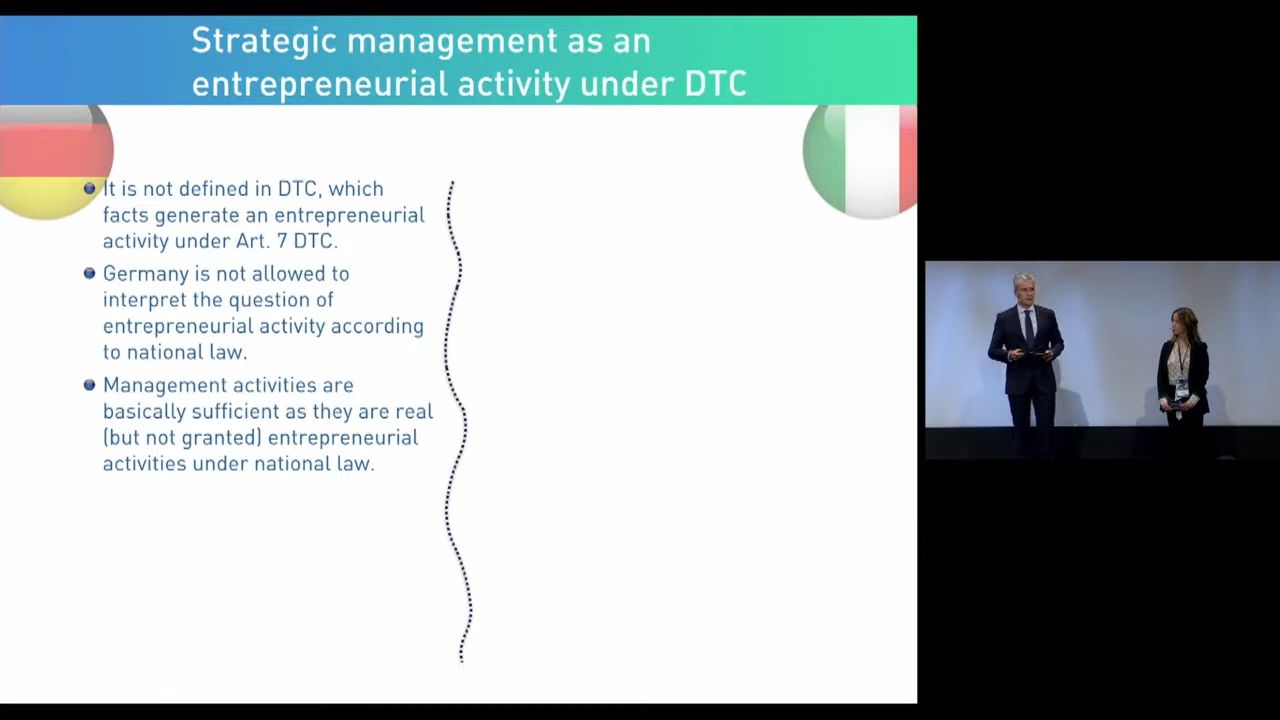 Strategic management as an
entrepreneurial activity under DTC
It is not defined in DTC, which
facts generate an entrepreneurial
activity under Art. 7 DTC.
Germany is not allowed to
interpret the question of
entrepreneurial activity according
to national law.
Management activities are
basically sufficient as they are real
(but not granted) entrepreneurial
activities under national law.